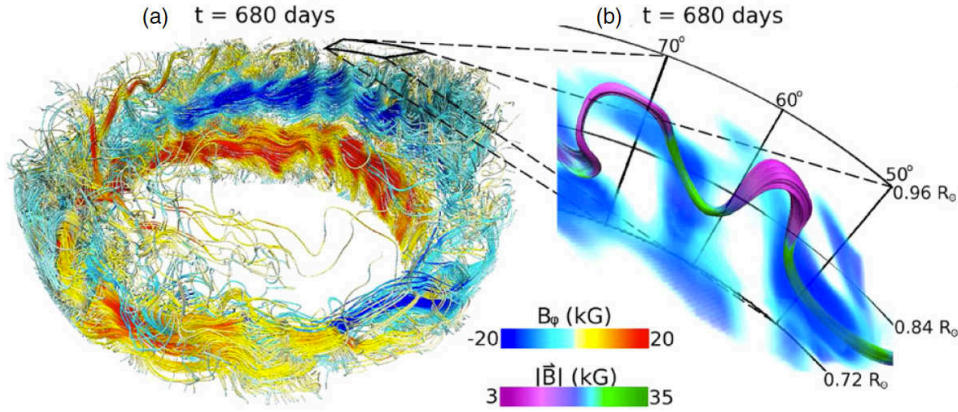 (a) t = 680 days
(b) t = 680 days
70°
60°
50°
0.96 R⊙
0.84 R⊙
0.72 R⊙
Bφ (kG)
-20 20
|B⃗| (kG)
3 35